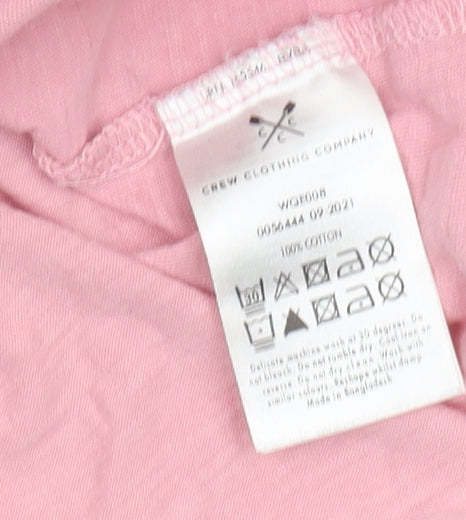 C C
C
CREW CLOTHING COMPANY
WQE008
0056444 09-2021
100% COTTON
30
Delicate machine wash at 30 degrees. Do
not bleach. Do not tumble dry. Cool iron on
reverse. Do not dry clean. Wash with
similar colours. Reshape whilst damp
Made in Bangladesh